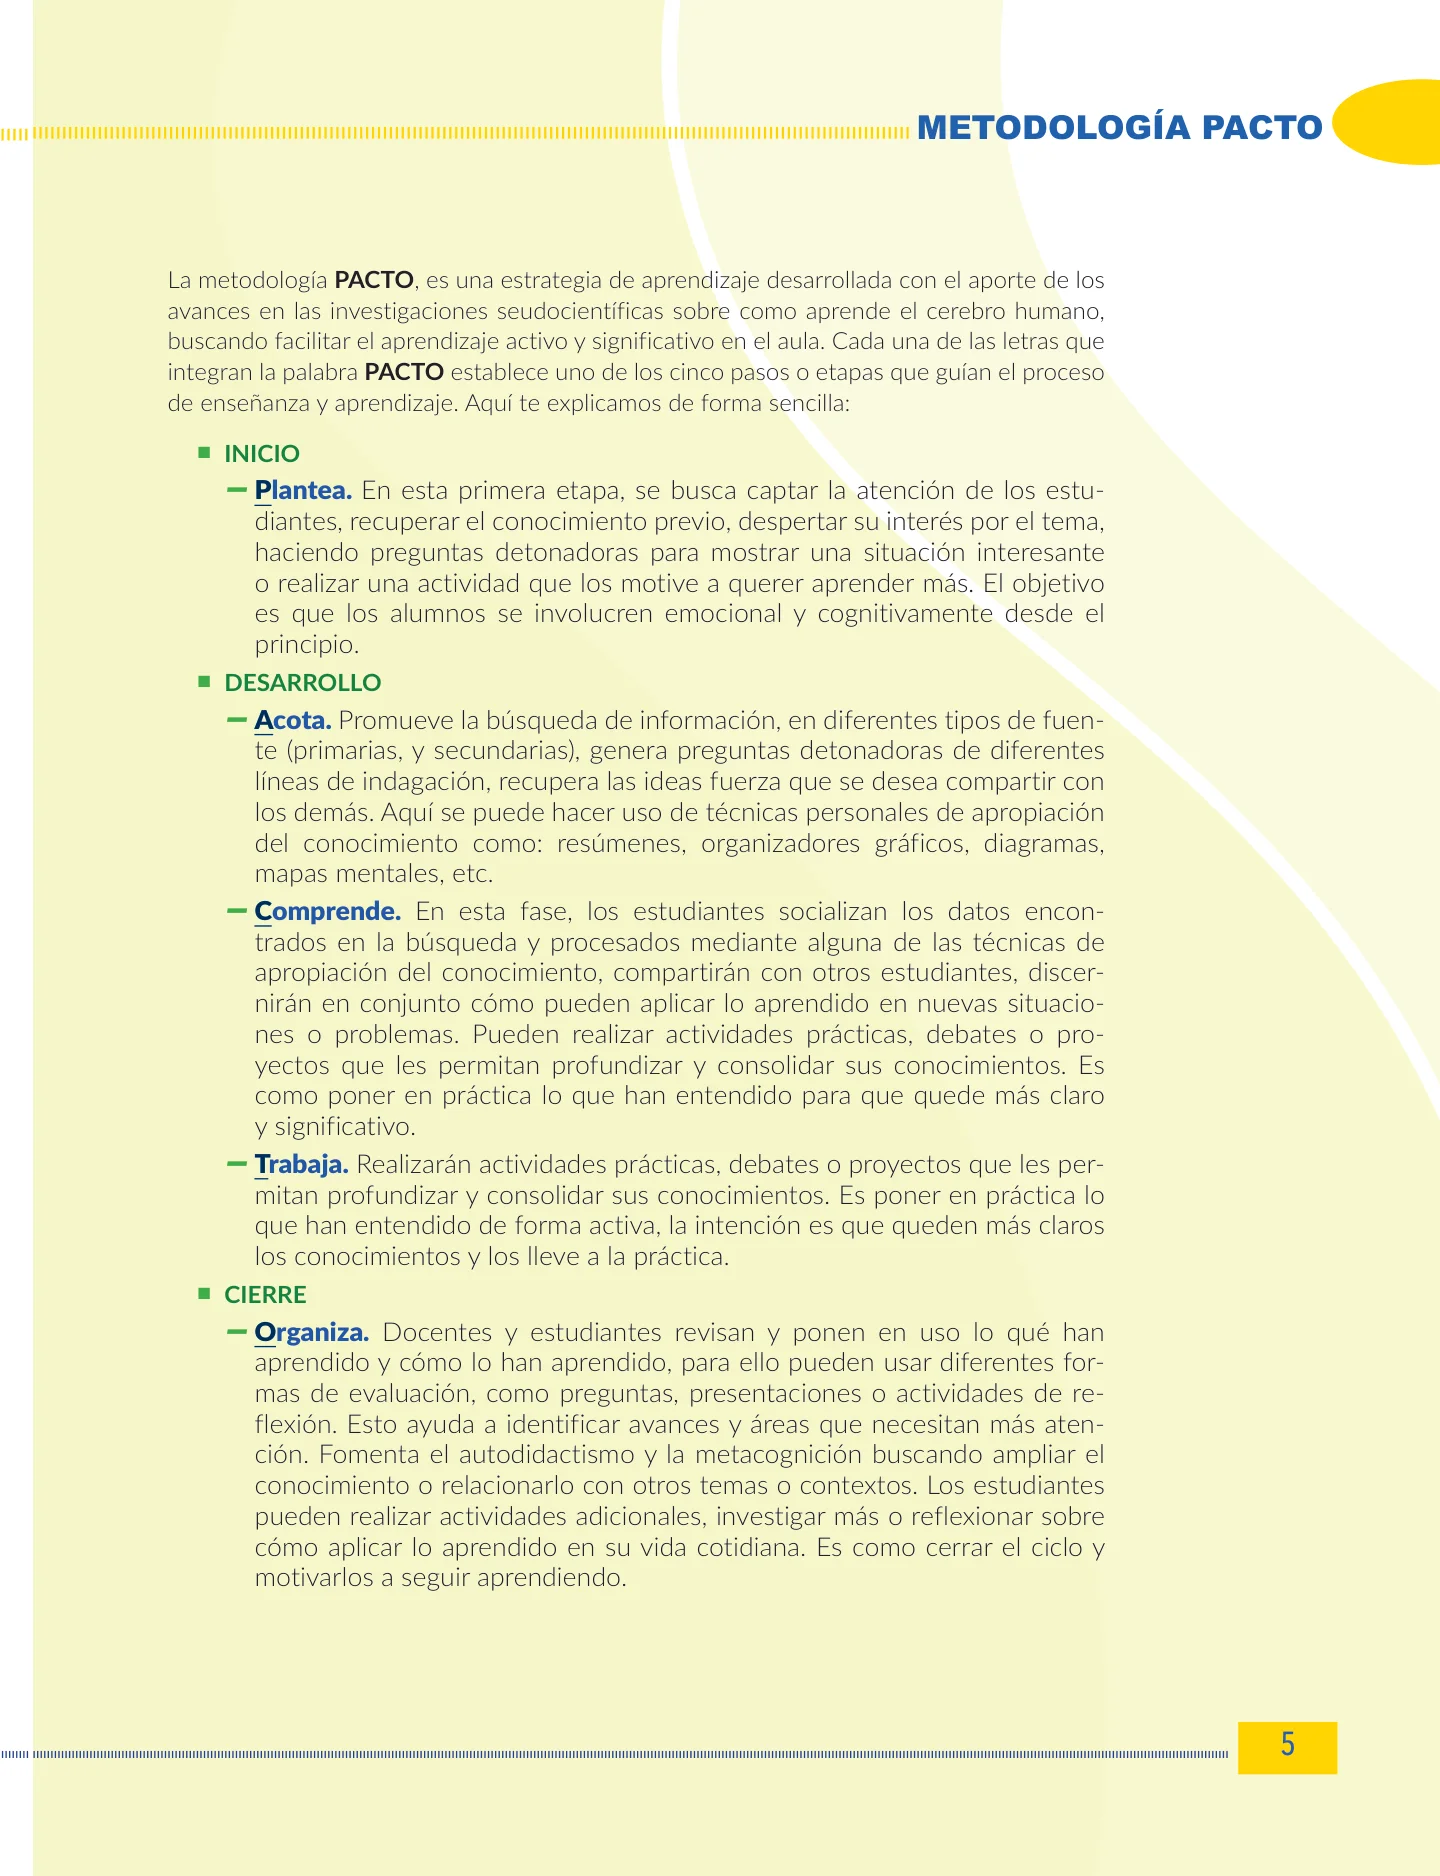 METODOLOGÍA PACTO
La metodología PACTO, es una estrategia de aprendizaje desarrollada con el aporte de los
avances en las investigaciones seudocientíficas sobre como aprende el cerebro humano,
buscando facilitar el aprendizaje activo y significativo en el aula. Cada una de las letras que
integran la palabra PACTO establece uno de los cinco pasos o etapas que guían el proceso
de enseñanza y aprendizaje. Aquí te explicamos de forma sencilla:
■ INICIO
– Plantea. En esta primera etapa, se busca captar la atención de los estu-
diantes, recuperar el conocimiento previo, despertar su interés por el tema,
haciendo preguntas detonadoras para mostrar una situación interesante
o realizar una actividad que los motive a querer aprender más. El objetivo
es que los alumnos se involucren emocional y cognitivamente desde el
principio.
■ DESARROLLO
– Acota. Promueve la búsqueda de información, en diferentes tipos de fuen-
te (primarias, y secundarias), genera preguntas detonadoras de diferentes
líneas de indagación, recupera las ideas fuerza que se desea compartir con
los demás. Aquí se puede hacer uso de técnicas personales de apropiación
del conocimiento como: resúmenes, organizadores gráficos, diagramas,
mapas mentales, etc.
– Comprende. En esta fase, los estudiantes socializan los datos encon-
trados en la búsqueda y procesados mediante alguna de las técnicas de
apropiación del conocimiento, compartirán con otros estudiantes, discer-
nirán en conjunto cómo pueden aplicar lo aprendido en nuevas situacio-
nes o problemas. Pueden realizar actividades prácticas, debates o pro-
yectos que les permitan profundizar y consolidar sus conocimientos. Es
como poner en práctica lo que han entendido para que quede más claro
y significativo.
– Trabaja. Realizarán actividades prácticas, debates o proyectos que les per-
mitan profundizar y consolidar sus conocimientos. Es poner en práctica lo
que han entendido de forma activa, la intención es que queden más claros
los conocimientos y los lleve a la práctica.
■ CIERRE
– Organiza. Docentes y estudiantes revisan y ponen en uso lo qué han
aprendido y cómo lo han aprendido, para ello pueden usar diferentes for-
mas de evaluación, como preguntas, presentaciones o actividades de re-
flexión. Esto ayuda a identificar avances y áreas que necesitan más aten-
ción. Fomenta el autodidactismo y la metacognición buscando ampliar el
conocimiento o relacionarlo con otros temas o contextos. Los estudiantes
pueden realizar actividades adicionales, investigar más o reflexionar sobre
cómo aplicar lo aprendido en su vida cotidiana. Es como cerrar el ciclo y
motivarlos a seguir aprendiendo.
5